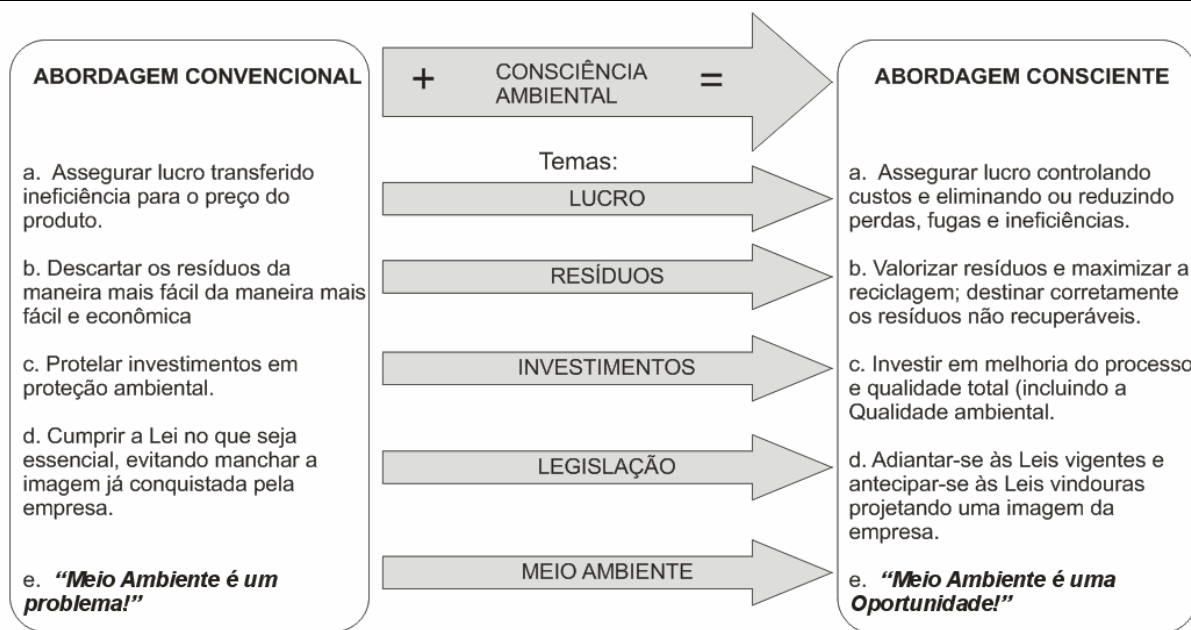 ABORDAGEM CONVENCIONAL
a. Assegurar lucro transferido
ineficiência para o preço do
produto.
b. Descartar os resíduos da
maneira mais fácil da maneira mais
fácil e econômica
c. Protelar investimentos em
proteção ambiental.
d. Cumprir a Lei no que seja
essencial, evitando manchar a
imagem já conquistada pela
empresa.
e. “Meio Ambiente é um
problema!”
+ CONSCIÊNCIA =
AMBIENTAL
Temas:
LUCRO
RESÍDUOS
INVESTIMENTOS
LEGISLAÇÃO
MEIO AMBIENTE
ABORDAGEM CONSCIENTE
a. Assegurar lucro controlando
custos e eliminando ou reduzindo
perdas, fugas e ineficiências.
b. Valorizar resíduos e maximizar a
reciclagem; destinar corretamente
os resíduos não recuperáveis.
c. Investir em melhoria do processo
e qualidade total (incluindo a
Qualidade ambiental.
d. Adiantar-se às Leis vigentes e
antecipar-se às Leis vindouras
projetando uma imagem da
empresa.
e. “Meio Ambiente é uma
Oportunidade!”